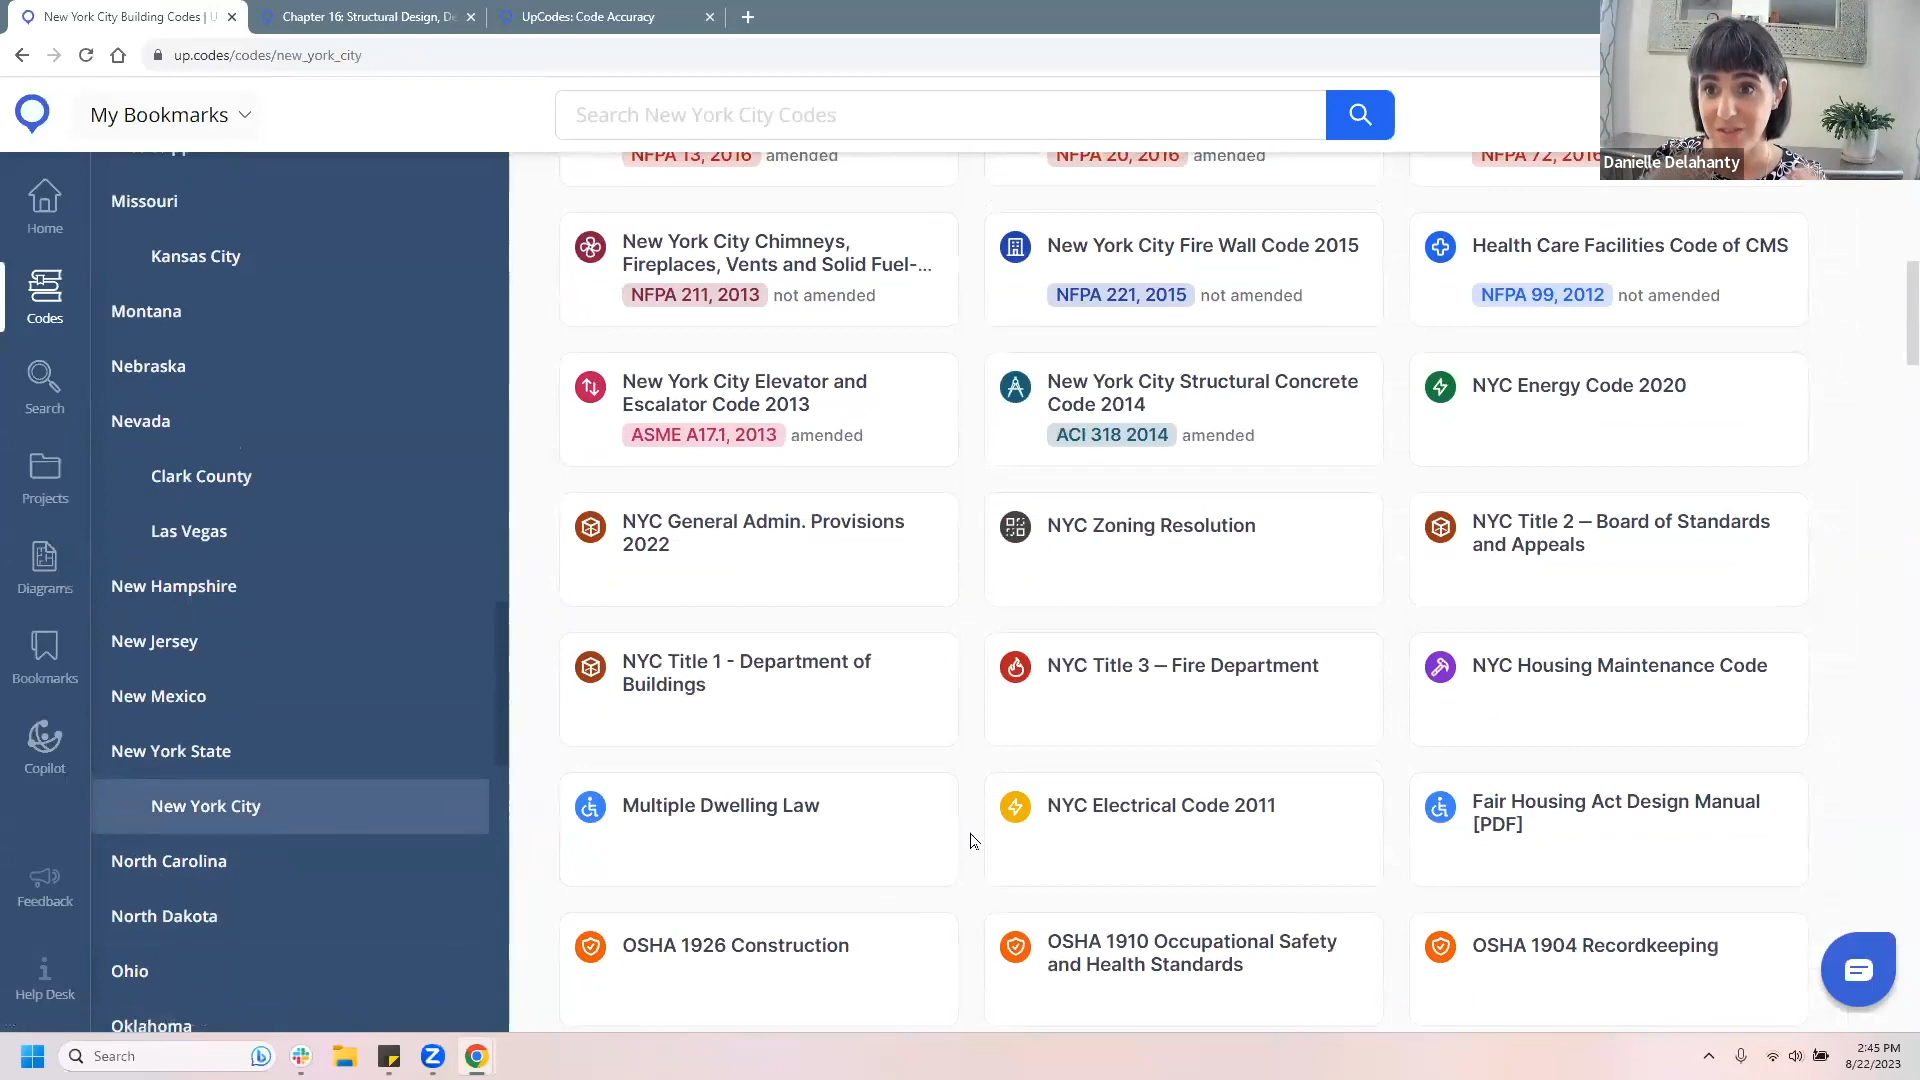 New York City Building Codes | U
Chapter 16: Structural Design, De
UpCodes: Code Accuracy
up.codes/codes/new_york_city
My Bookmarks
Search New York City Codes
Danielle Delahanty
Home
Codes
Search
Projects
Diagrams
Bookmarks
Copilot
Feedback
Help Desk
Missouri
Kansas City
Montana
Nebraska
Nevada
Clark County
Las Vegas
New Hampshire
New Jersey
New Mexico
New York State
New York City
North Carolina
North Dakota
Ohio
Oklahoma
NFPA 13, 2016 amended
NFPA 20, 2016 amended
NFPA 72, 2016
New York City Chimneys,
Fireplaces, Vents and Solid Fuel-...
NFPA 211, 2013 not amended
New York City Fire Wall Code 2015
NFPA 221, 2015 not amended
Health Care Facilities Code of CMS
NFPA 99, 2012 not amended
New York City Elevator and
Escalator Code 2013
ASME A17.1, 2013 amended
New York City Structural Concrete
Code 2014
ACI 318 2014 amended
NYC Energy Code 2020
NYC General Admin. Provisions
2022
NYC Zoning Resolution
NYC Title 2 – Board of Standards
and Appeals
NYC Title 1 - Department of
Buildings
NYC Title 3 – Fire Department
NYC Housing Maintenance Code
Multiple Dwelling Law
NYC Electrical Code 2011
Fair Housing Act Design Manual
[PDF]
OSHA 1926 Construction
OSHA 1910 Occupational Safety
and Health Standards
OSHA 1904 Recordkeeping
Search
2:45 PM
8/22/2023